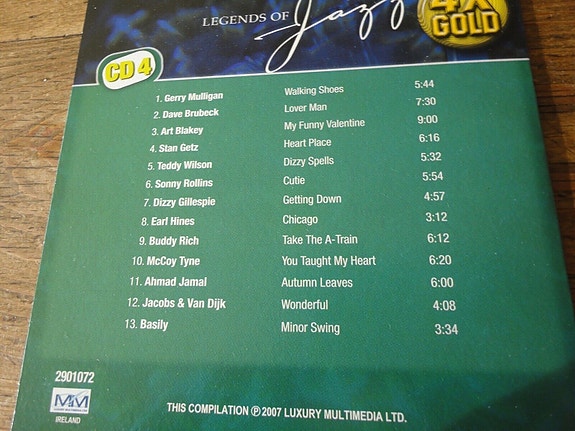 LEGENDS OF Jazz
4X
GOLD
CD 4
1. Gerry Mulligan Walking Shoes 5:44
2. Dave Brubeck Lover Man 7:30
3. Art Blakey My Funny Valentine 9:00
4. Stan Getz Heart Place 6:16
5. Teddy Wilson Dizzy Spells 5:32
6. Sonny Rollins Cutie 5:54
7. Dizzy Gillespie Getting Down 4:57
8. Earl Hines Chicago 3:12
9. Buddy Rich Take The A-Train 6:12
10. McCoy Tyne You Taught My Heart 6:20
11. Ahmad Jamal Autumn Leaves 6:00
12. Jacobs & Van Dijk Wonderful 4:08
13. Basily Minor Swing 3:34
2901072
MM
LUXURY MULTIMEDIA LTD.
IRELAND
THIS COMPILATION ℗ 2007 LUXURY MULTIMEDIA LTD.